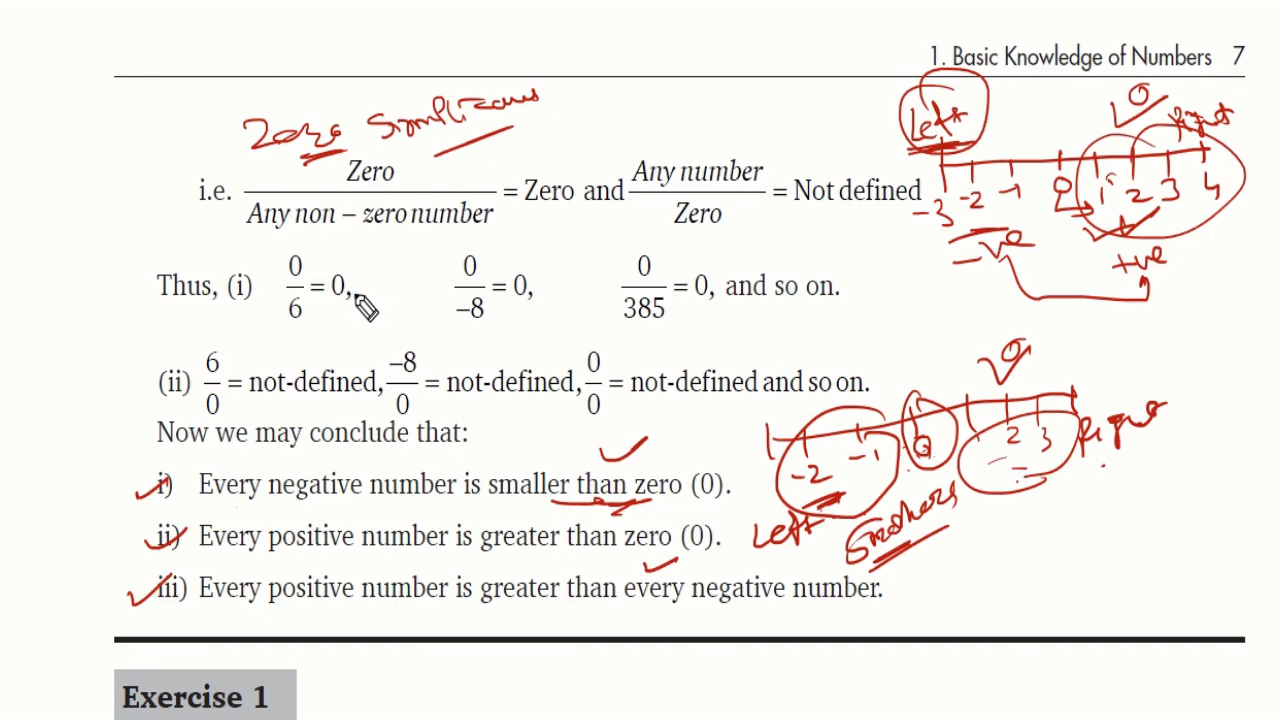 1. Basic Knowledge of Numbers 7
Left 0 Right
i.e. Zero / Any non – zero number = Zero and Any number / Zero = Not defined
-3 -2 -1 0 1 2 3 4
-ve +ve
Thus, (i) 0/6 = 0, 0/–8 = 0, 0/385 = 0, and so on.
(ii) 6/0 = not-defined, –8/0 = not-defined, 0/0 = not-defined and so on.
-2 -1 0 2 3 Right
Now we may conclude that:
i) Every negative number is smaller than zero (0).
Left
ii) Every positive number is greater than zero (0).
iii) Every positive number is greater than every negative number.
Exercise 1